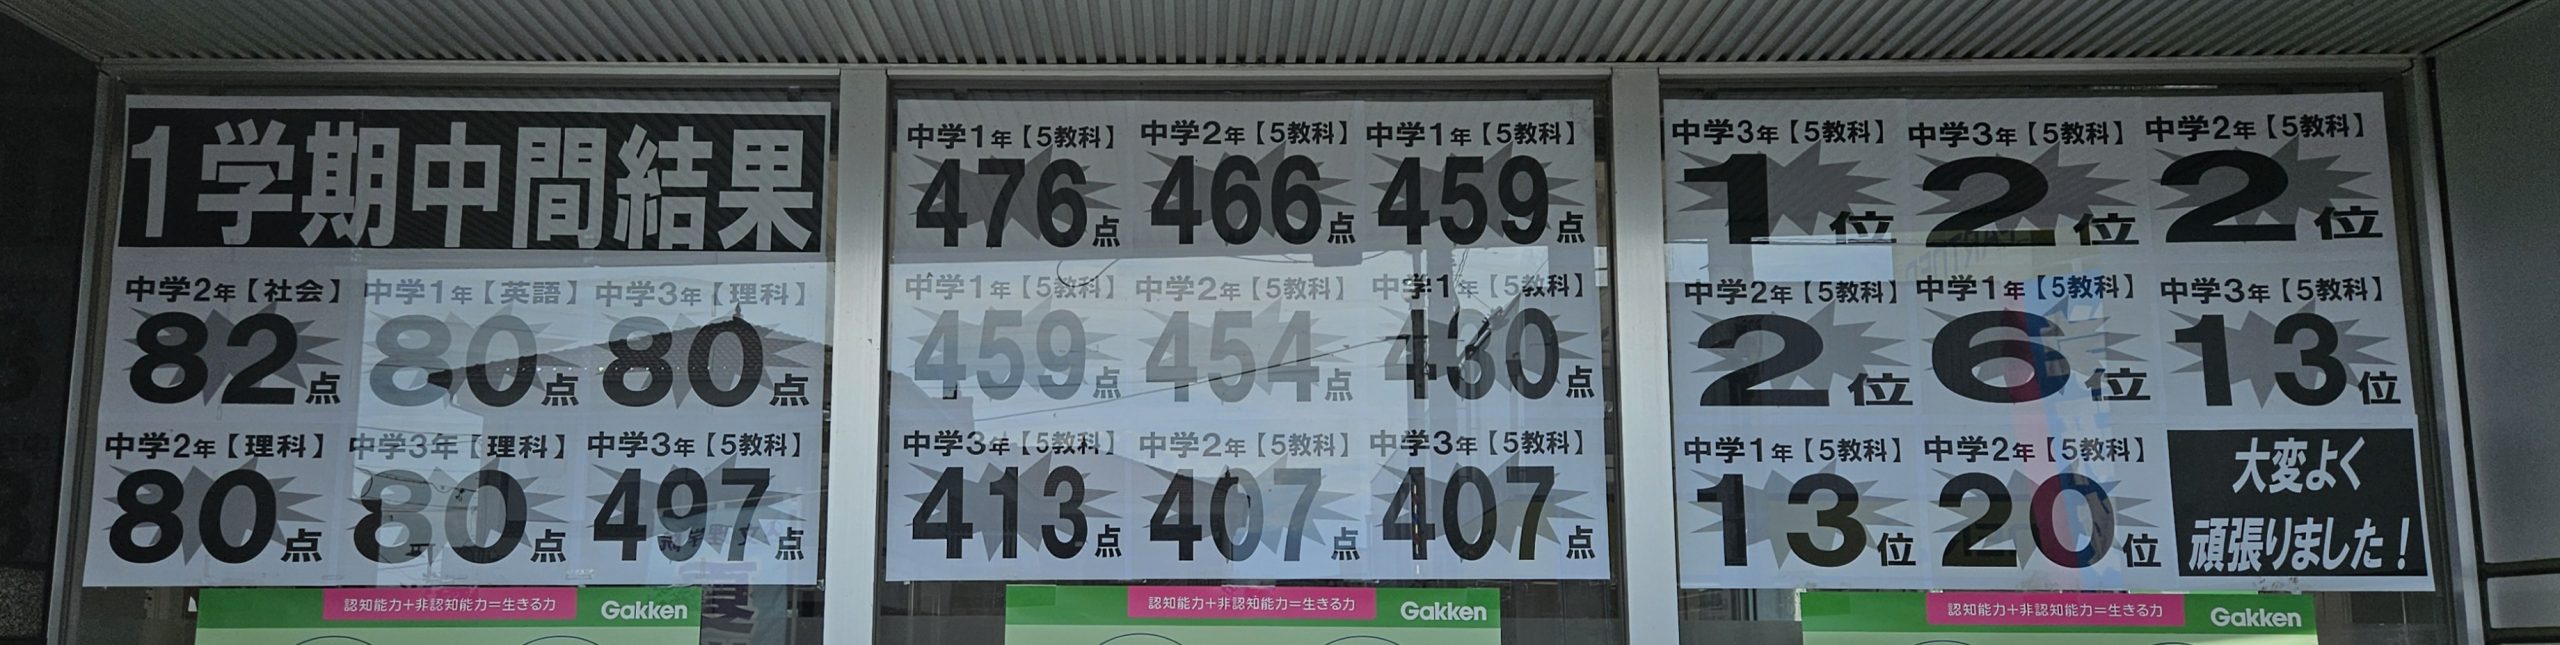 1学期中間結果
中学2年【社会】 中学1年【英語】 中学3年【理科】
82点 80点 80点
中学2年【理科】 中学3年【理科】 中学3年【5教科】
80点 80点 497点
中学1年【5教科】 中学2年【5教科】 中学1年【5教科】
476点 466点 459点
中学1年【5教科】 中学2年【5教科】 中学1年【5教科】
459点 454点 430点
中学3年【5教科】 中学2年【5教科】 中学3年【5教科】
413点 407点 407点
中学3年【5教科】 中学3年【5教科】 中学2年【5教科】
1位 2位 2位
中学2年【5教科】 中学1年【5教科】 中学3年【5教科】
2位 6位 13位
中学1年【5教科】 中学2年【5教科】
13位 20位
大変よく
頑張りました!
認知能力+非認知能力=生きる力 Gakken
認知能力+非認知能力=生きる力 Gakken
認知能力+非認知能力=生きる力 Gakken